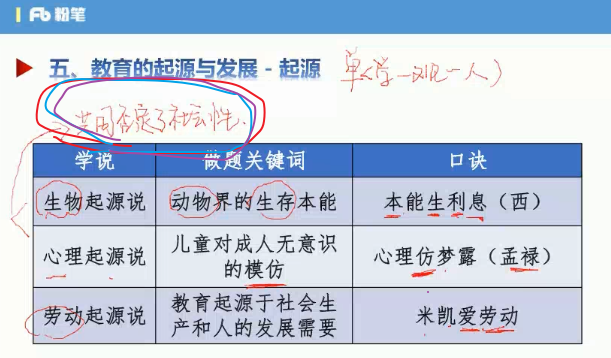 粉笔
五、教育的起源与发展 - 起源 单(学一观一人)
共同否定了社会性.
学说 做题关键词 口诀
生物起源说 动物界的生存本能 本能生利息（西）
心理起源说 儿童对成人无意识的模仿 心理仿梦露（孟禄）
劳动起源说 教育起源于社会生产和人的发展需要 米凯爱劳动